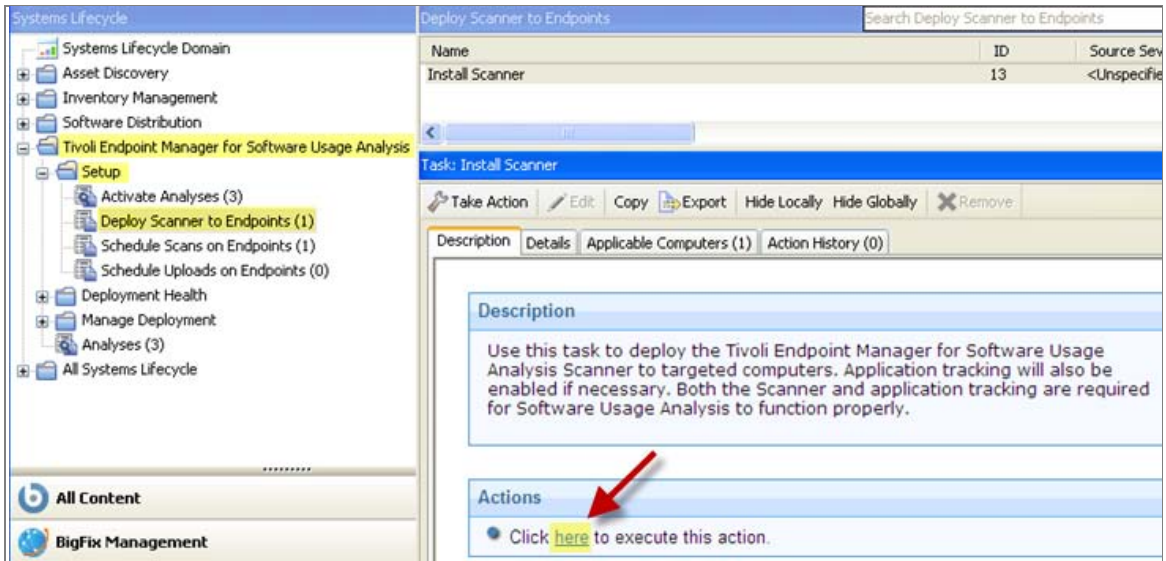 Systems Lifecycle
Systems Lifecycle Domain
Asset Discovery
Inventory Management
Software Distribution
Tivoli Endpoint Manager for Software Usage Analysis
Setup
Activate Analyses (3)
Deploy Scanner to Endpoints (1)
Schedule Scans on Endpoints (1)
Schedule Uploads on Endpoints (0)
Deployment Health
Manage Deployment
Analyses (3)
All Systems Lifecycle
All Content
BigFix Management
Deploy Scanner to Endpoints
Search Deploy Scanner to Endpoints
Name ID Source Sev
Install Scanner 13 <Unspecifie
Task: Install Scanner
Take Action Edit Copy Export Hide Locally Hide Globally Remove
Description Details Applicable Computers (1) Action History (0)
Description
Use this task to deploy the Tivoli Endpoint Manager for Software Usage
Analysis Scanner to targeted computers. Application tracking will also be
enabled if necessary. Both the Scanner and application tracking are required
for Software Usage Analysis to function properly.
Actions
Click here to execute this action.